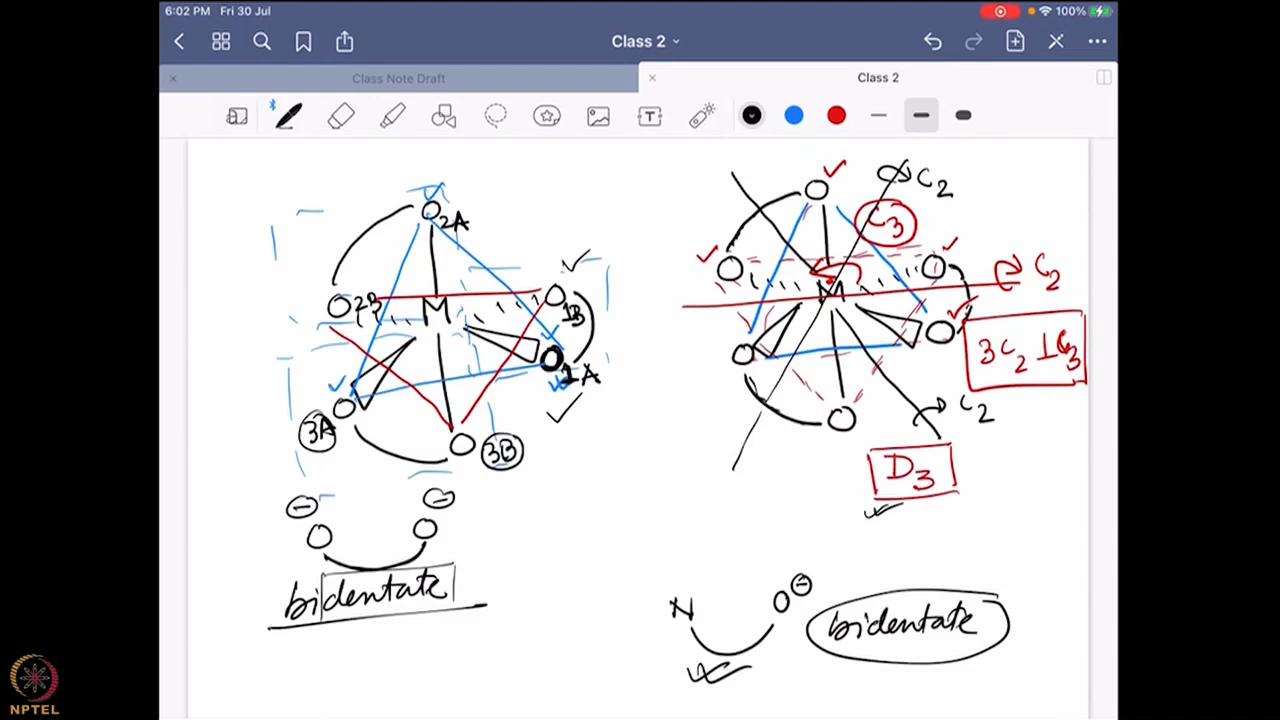 6:02 PM Fri 30 Jul
100%
Class 2
Class Note Draft
Class 2
T
O 2A
O 2B
M
O 1B
O 1A
O 3A
O 3B
O⊖ O⊖
bidentate
O
C2
C3
O
O
C2
M
O
O
3C2 ⊥ C3
O
C2
D3
N O⊖
bidentate
NPTEL